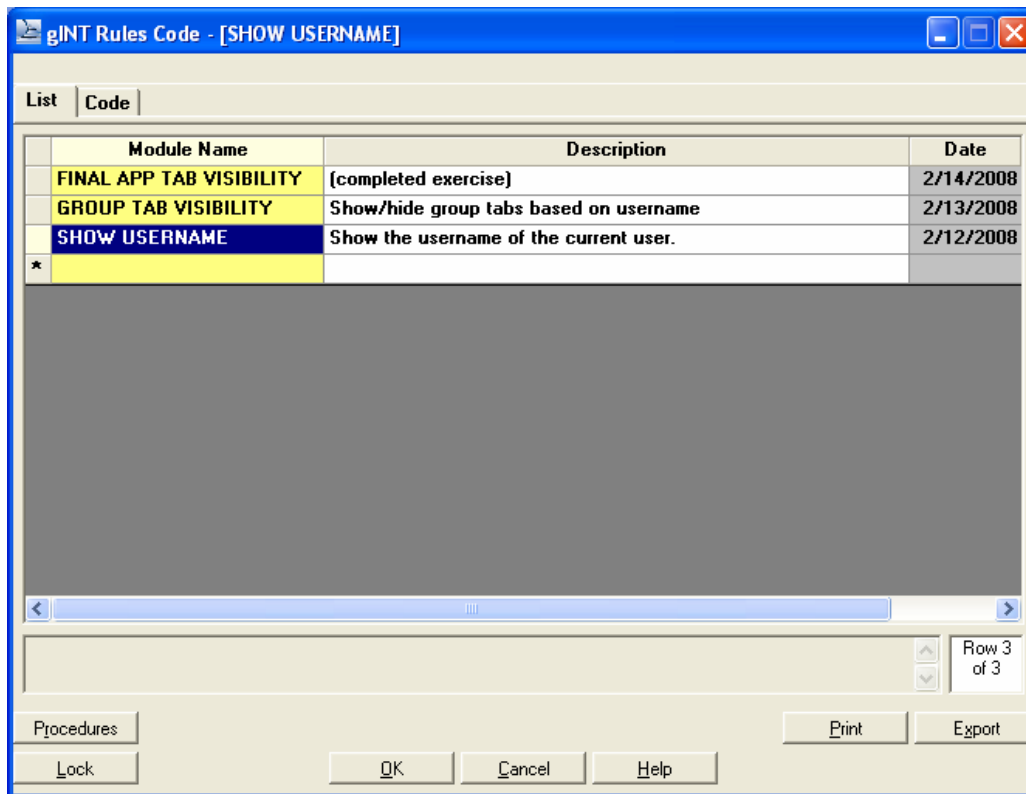 gINT Rules Code - [SHOW USERNAME]
List Code
Module Name Description Date
FINAL APP TAB VISIBILITY (completed exercise) 2/14/2008
GROUP TAB VISIBILITY Show/hide group tabs based on username 2/13/2008
SHOW USERNAME Show the username of the current user. 2/12/2008
*
Row 3
of 3
Procedures Print Export
Lock OK Cancel Help